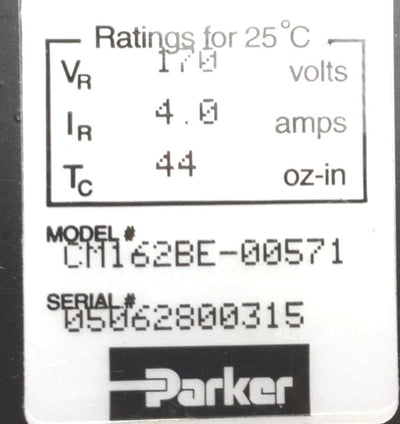 Ratings for 25°C
VR 170 volts
IR 4.0 amps
TC 44 oz-in
MODEL #
CM162BE-00571
SERIAL #
05062800315
Parker